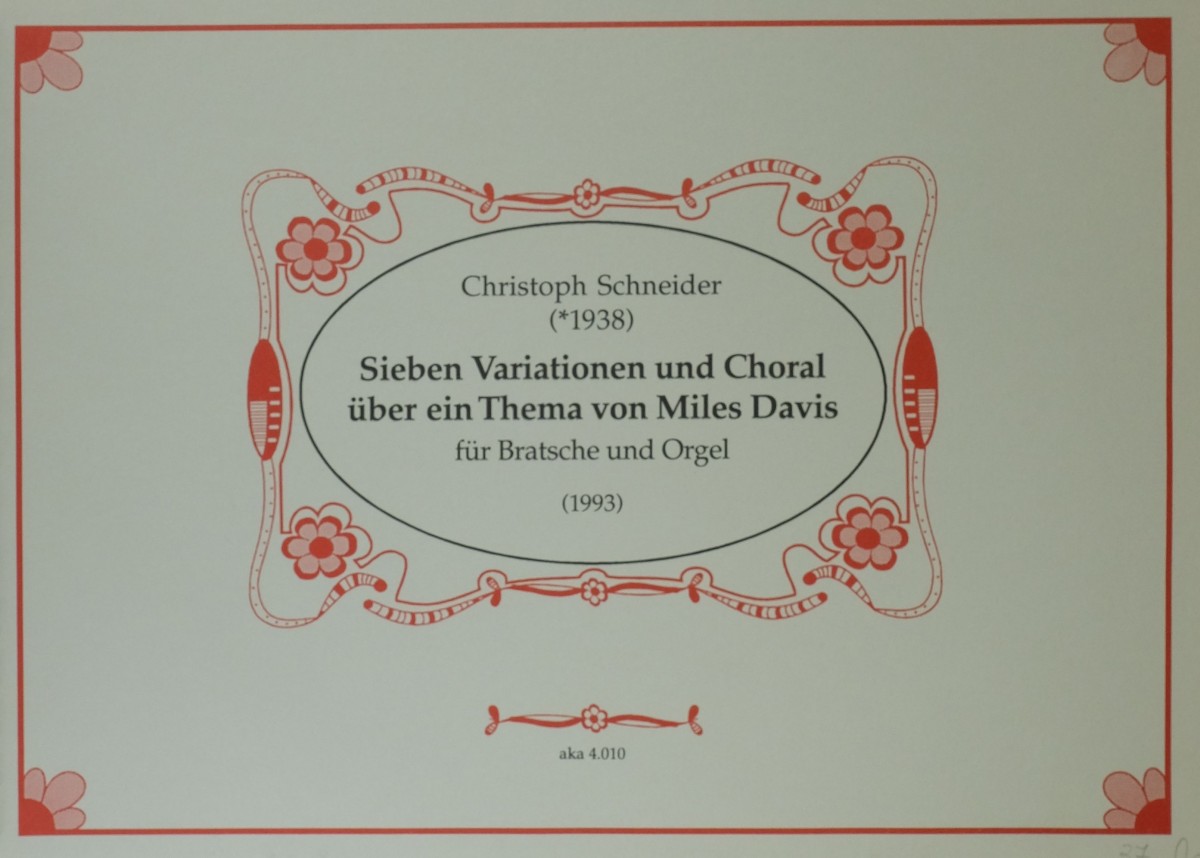 Christoph Schneider
(*1938)
Sieben Variationen und Choral
über ein Thema von Miles Davis
für Bratsche und Orgel
(1993)
aka 4.010